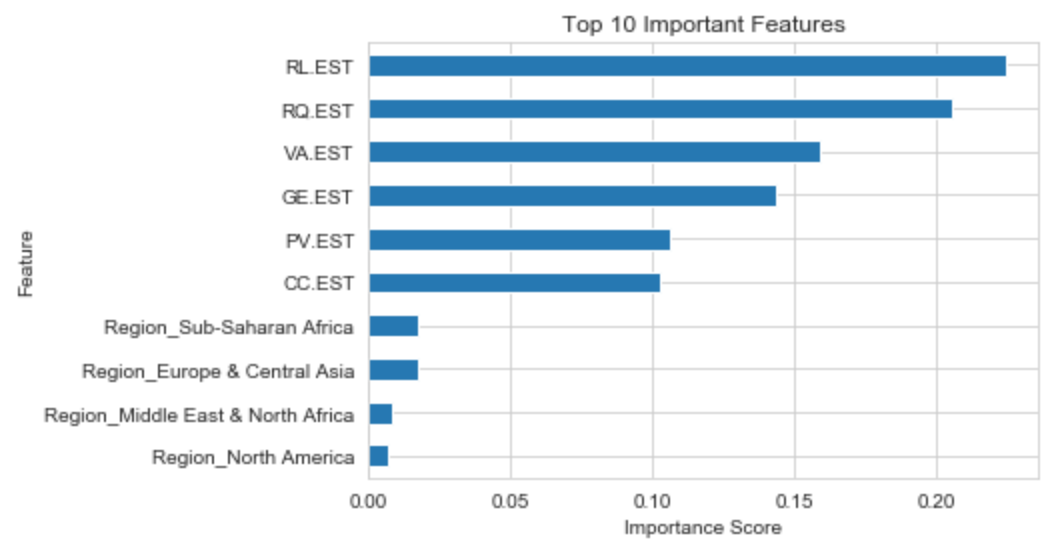 Top 10 Important Features
RL.EST
RQ.EST
VA.EST
GE.EST
PV.EST
CC.EST
Region_Sub-Saharan Africa
Region_Europe & Central Asia
Region_Middle East & North Africa
Region_North America
Feature
0.00 0.05 0.10 0.15 0.20
Importance Score